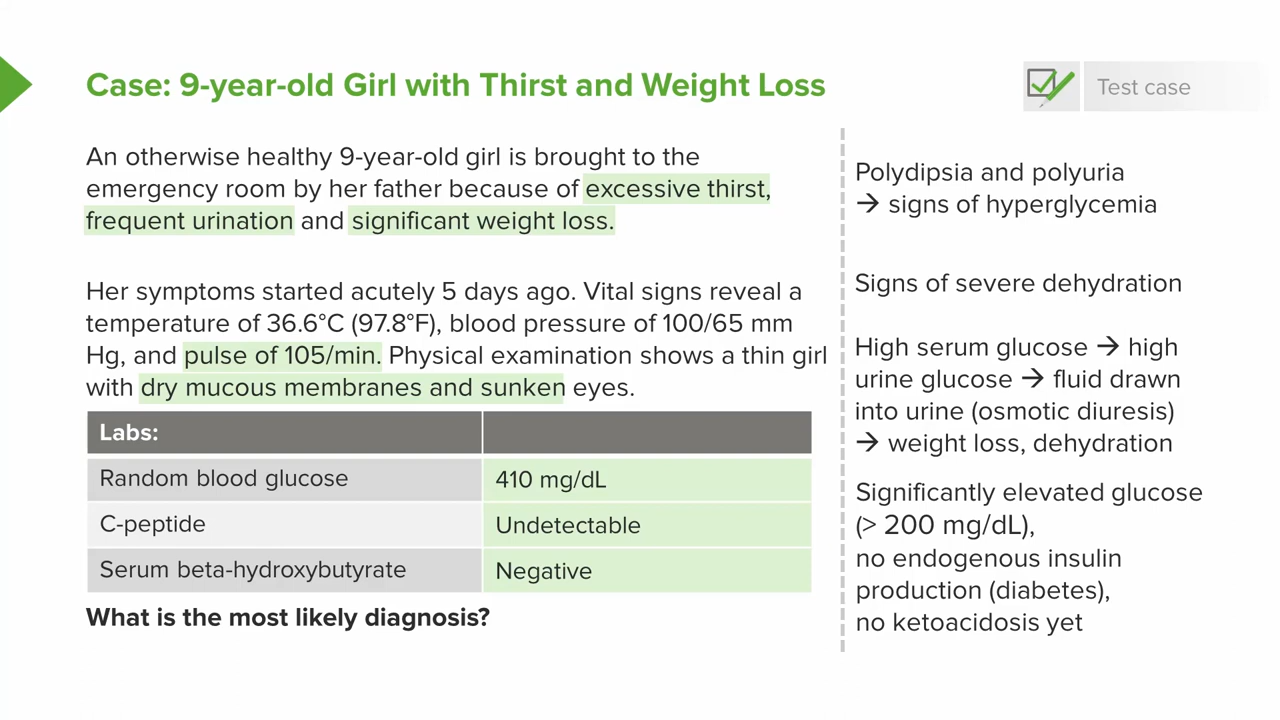 Case: 9-year-old Girl with Thirst and Weight Loss
Test case
An otherwise healthy 9-year-old girl is brought to the
emergency room by her father because of excessive thirst,
frequent urination and significant weight loss.
Her symptoms started acutely 5 days ago. Vital signs reveal a
temperature of 36.6°C (97.8°F), blood pressure of 100/65 mm
Hg, and pulse of 105/min. Physical examination shows a thin girl
with dry mucous membranes and sunken eyes.
Labs:
Random blood glucose 410 mg/dL
C-peptide Undetectable
Serum beta-hydroxybutyrate Negative
What is the most likely diagnosis?
Polydipsia and polyuria
→ signs of hyperglycemia
Signs of severe dehydration
High serum glucose → high
urine glucose → fluid drawn
into urine (osmotic diuresis)
→ weight loss, dehydration
Significantly elevated glucose
(> 200 mg/dL),
no endogenous insulin
production (diabetes),
no ketoacidosis yet